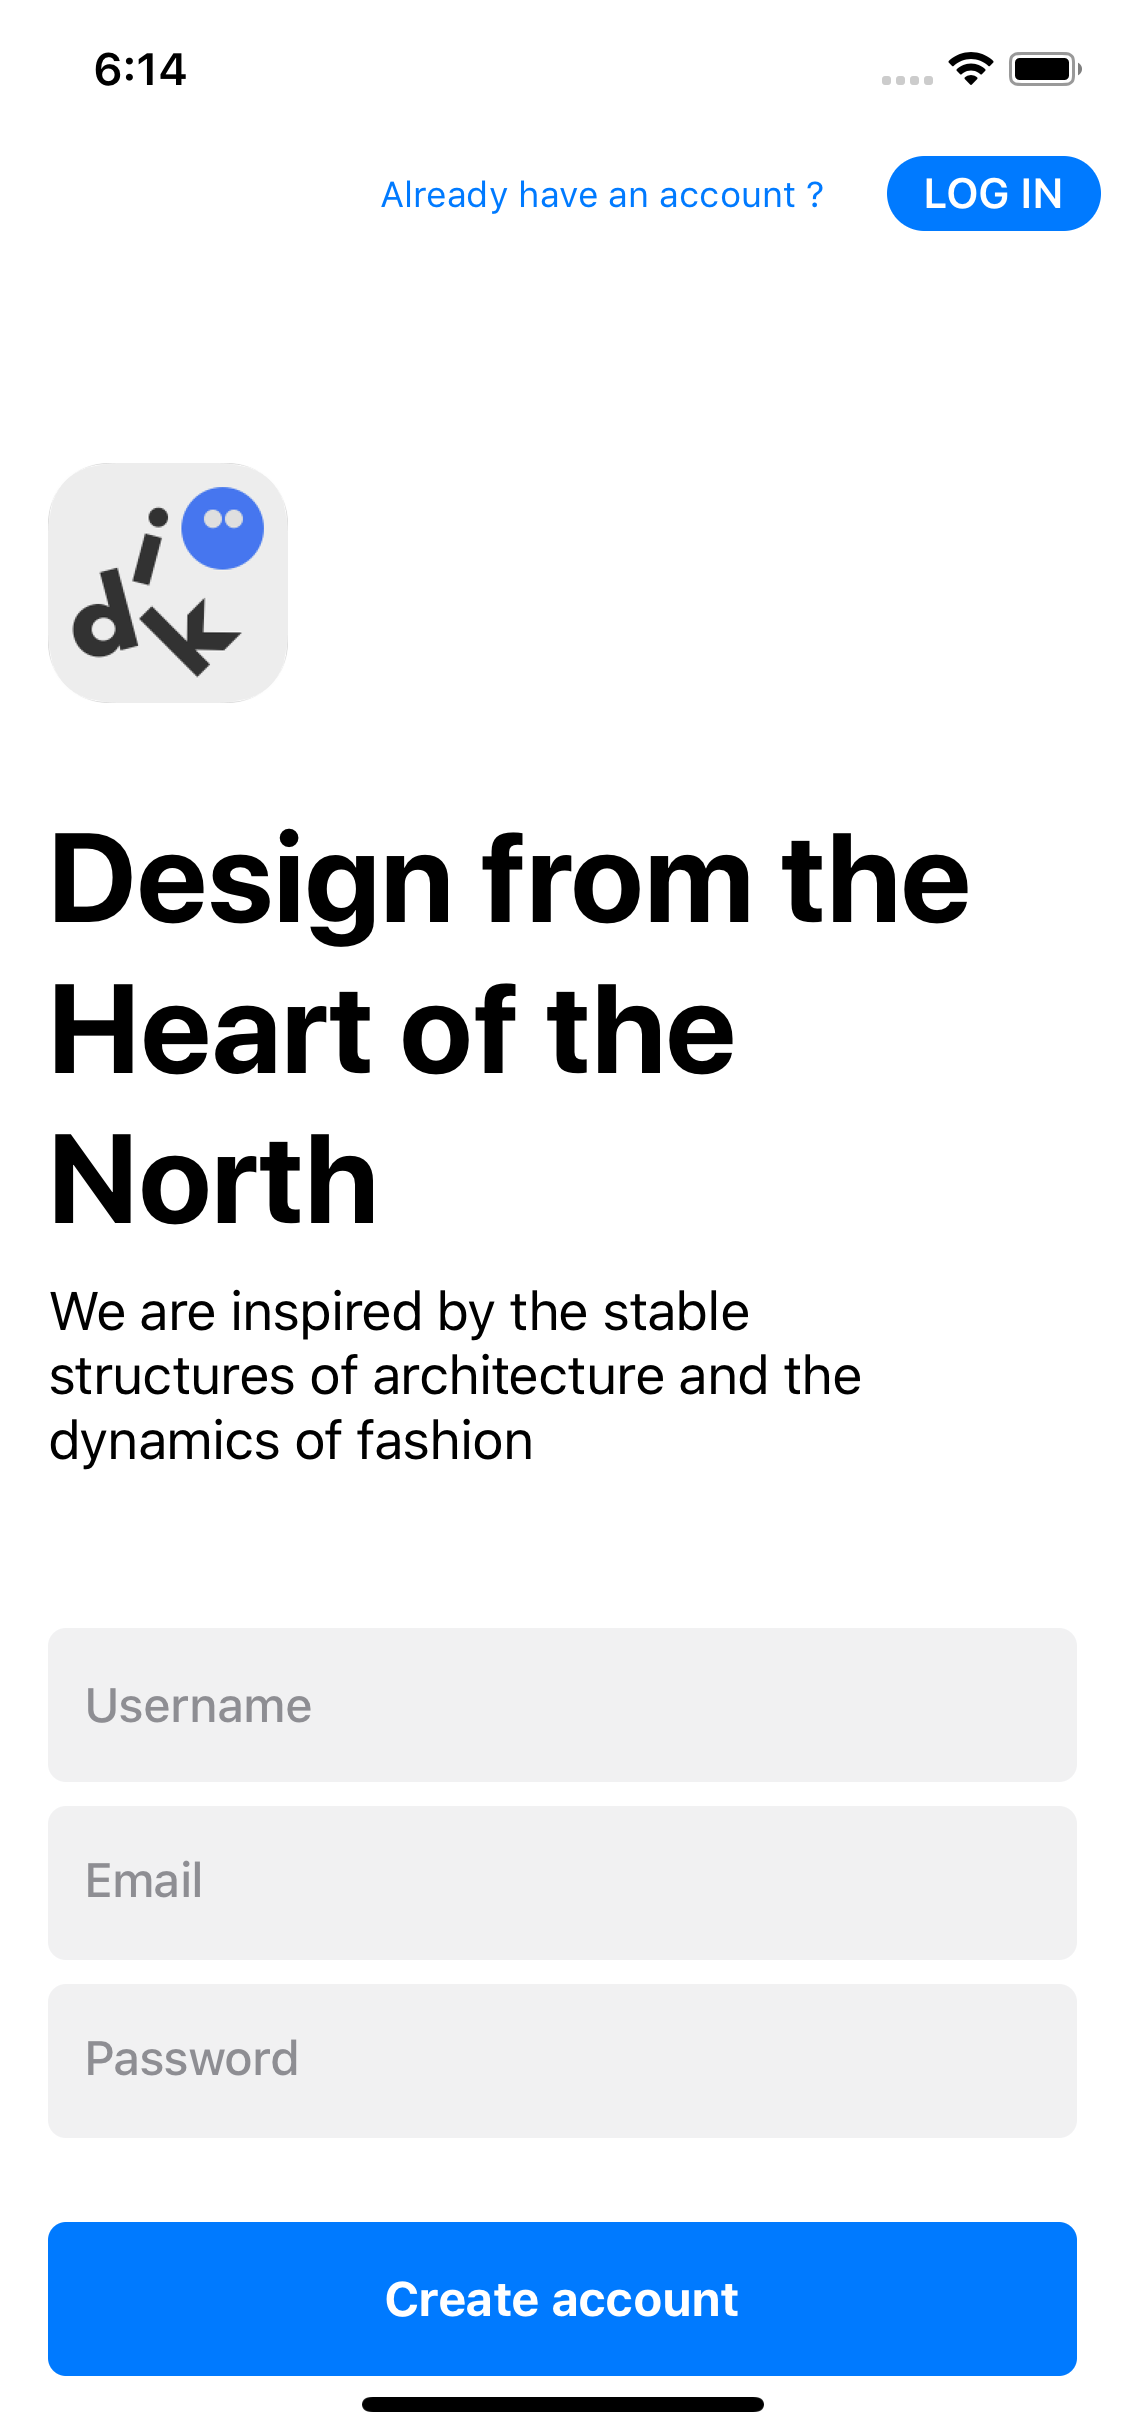 6:14
Already have an account ?
LOG IN
dik
Design from the
Heart of the
North
We are inspired by the stable
structures of architecture and the
dynamics of fashion
Username
Email
Password
Create account